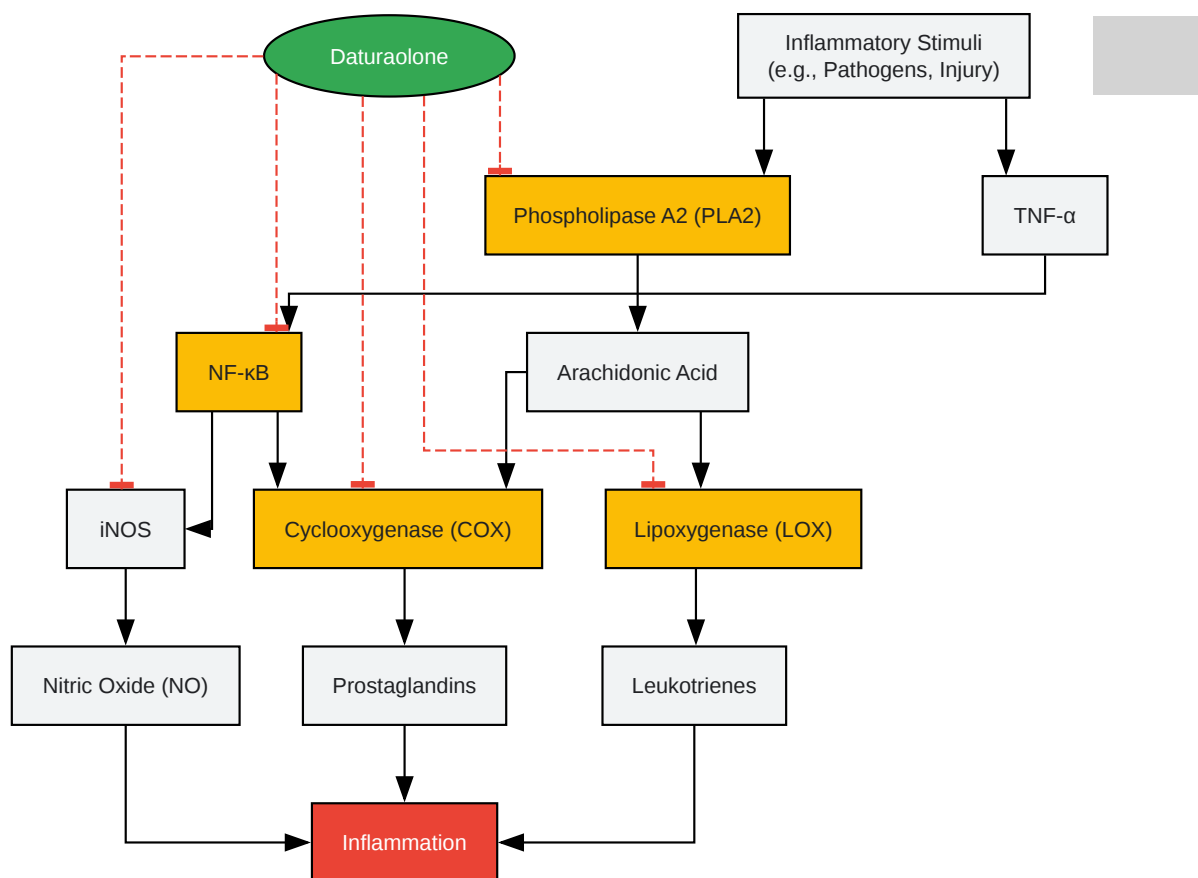 Daturaolone
Inflammatory Stimuli
(e.g., Pathogens, Injury)
Phospholipase A2 (PLA2)
TNF-α
NF-κB
Arachidonic Acid
iNOS
Cyclooxygenase (COX)
Lipoxygenase (LOX)
Nitric Oxide (NO)
Prostaglandins
Leukotrienes
Inflammation